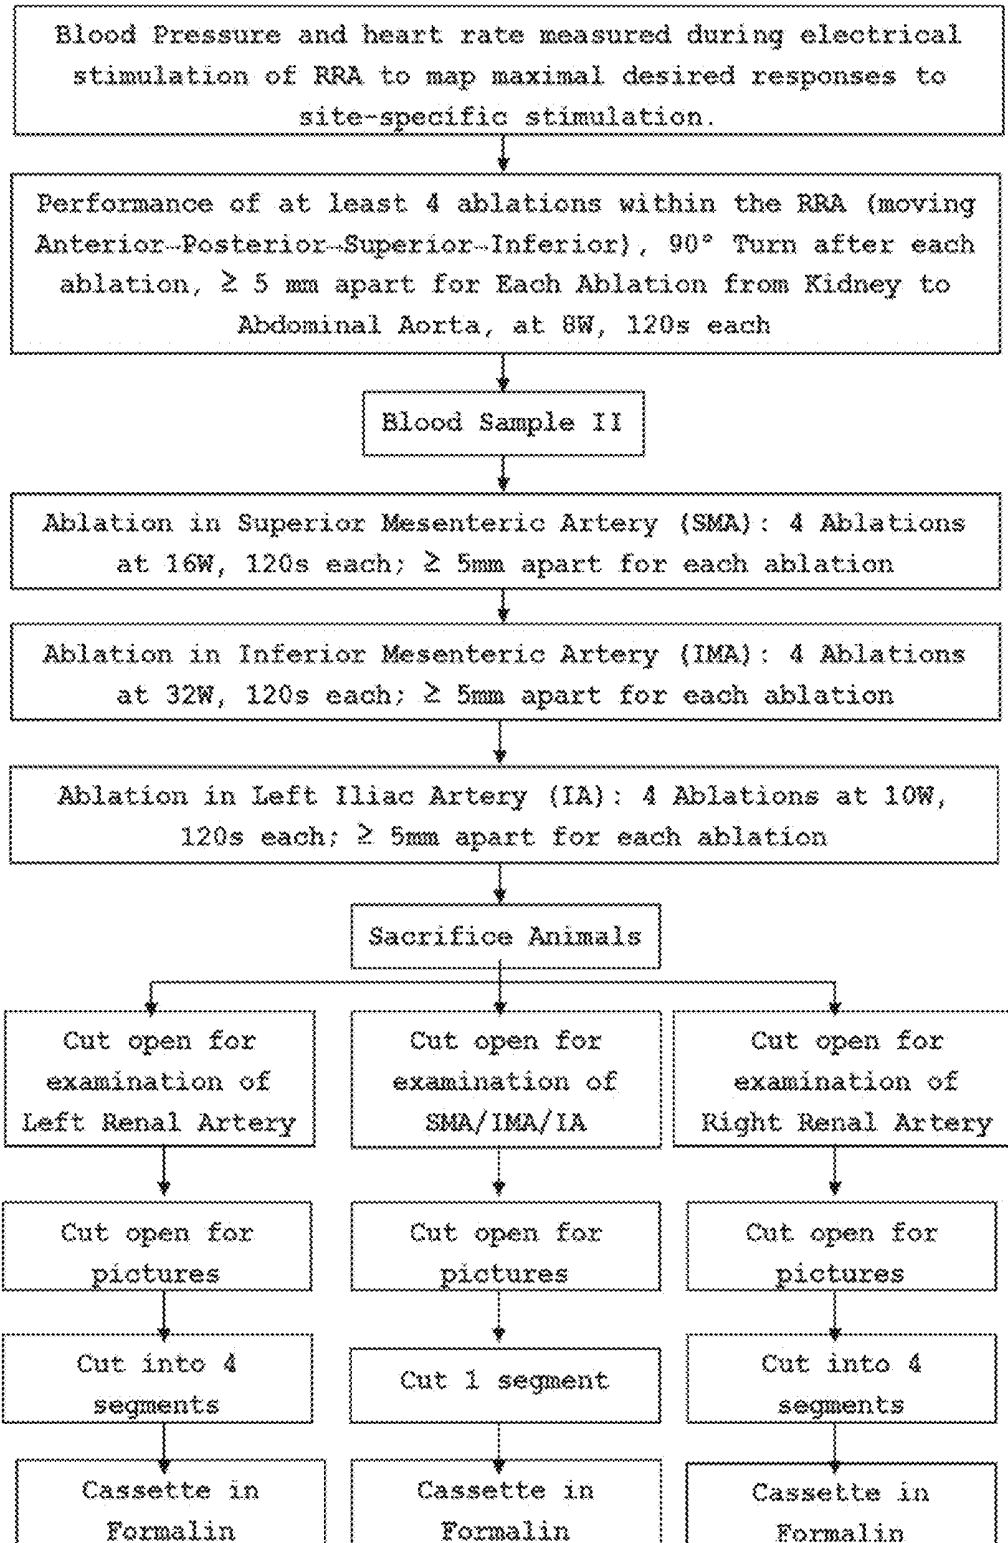 Blood Pressure and heart rate measured during electrical
stimulation of RRA to map maximal desired responses to
site-specific stimulation.
Performance of at least 4 ablations within the RRA (moving
Anterior→Posterior→Superior→Inferior), 90° Turn after each
ablation, ≥ 5 mm apart for Each Ablation from Kidney to
Abdominal Aorta, at 8W, 120s each
Blood Sample II
Ablation in Superior Mesenteric Artery (SMA): 4 Ablations
at 16W, 120s each; ≥ 5mm apart for each ablation
Ablation in Inferior Mesenteric Artery (IMA): 4 Ablations
at 32W, 120s each; ≥ 5mm apart for each ablation
Ablation in Left Iliac Artery (IA): 4 Ablations at 10W,
120s each; ≥ 5mm apart for each ablation
Sacrifice Animals
Cut open for
examination of
Left Renal Artery
Cut open for
examination of
SMA/IMA/IA
Cut open for
examination of
Right Renal Artery
Cut open for
pictures
Cut open for
pictures
Cut open for
pictures
Cut into 4
segments
Cut 1 segment
Cut into 4
segments
Cassette in
Formalin
Cassette in
Formalin
Cassette in
Formalin